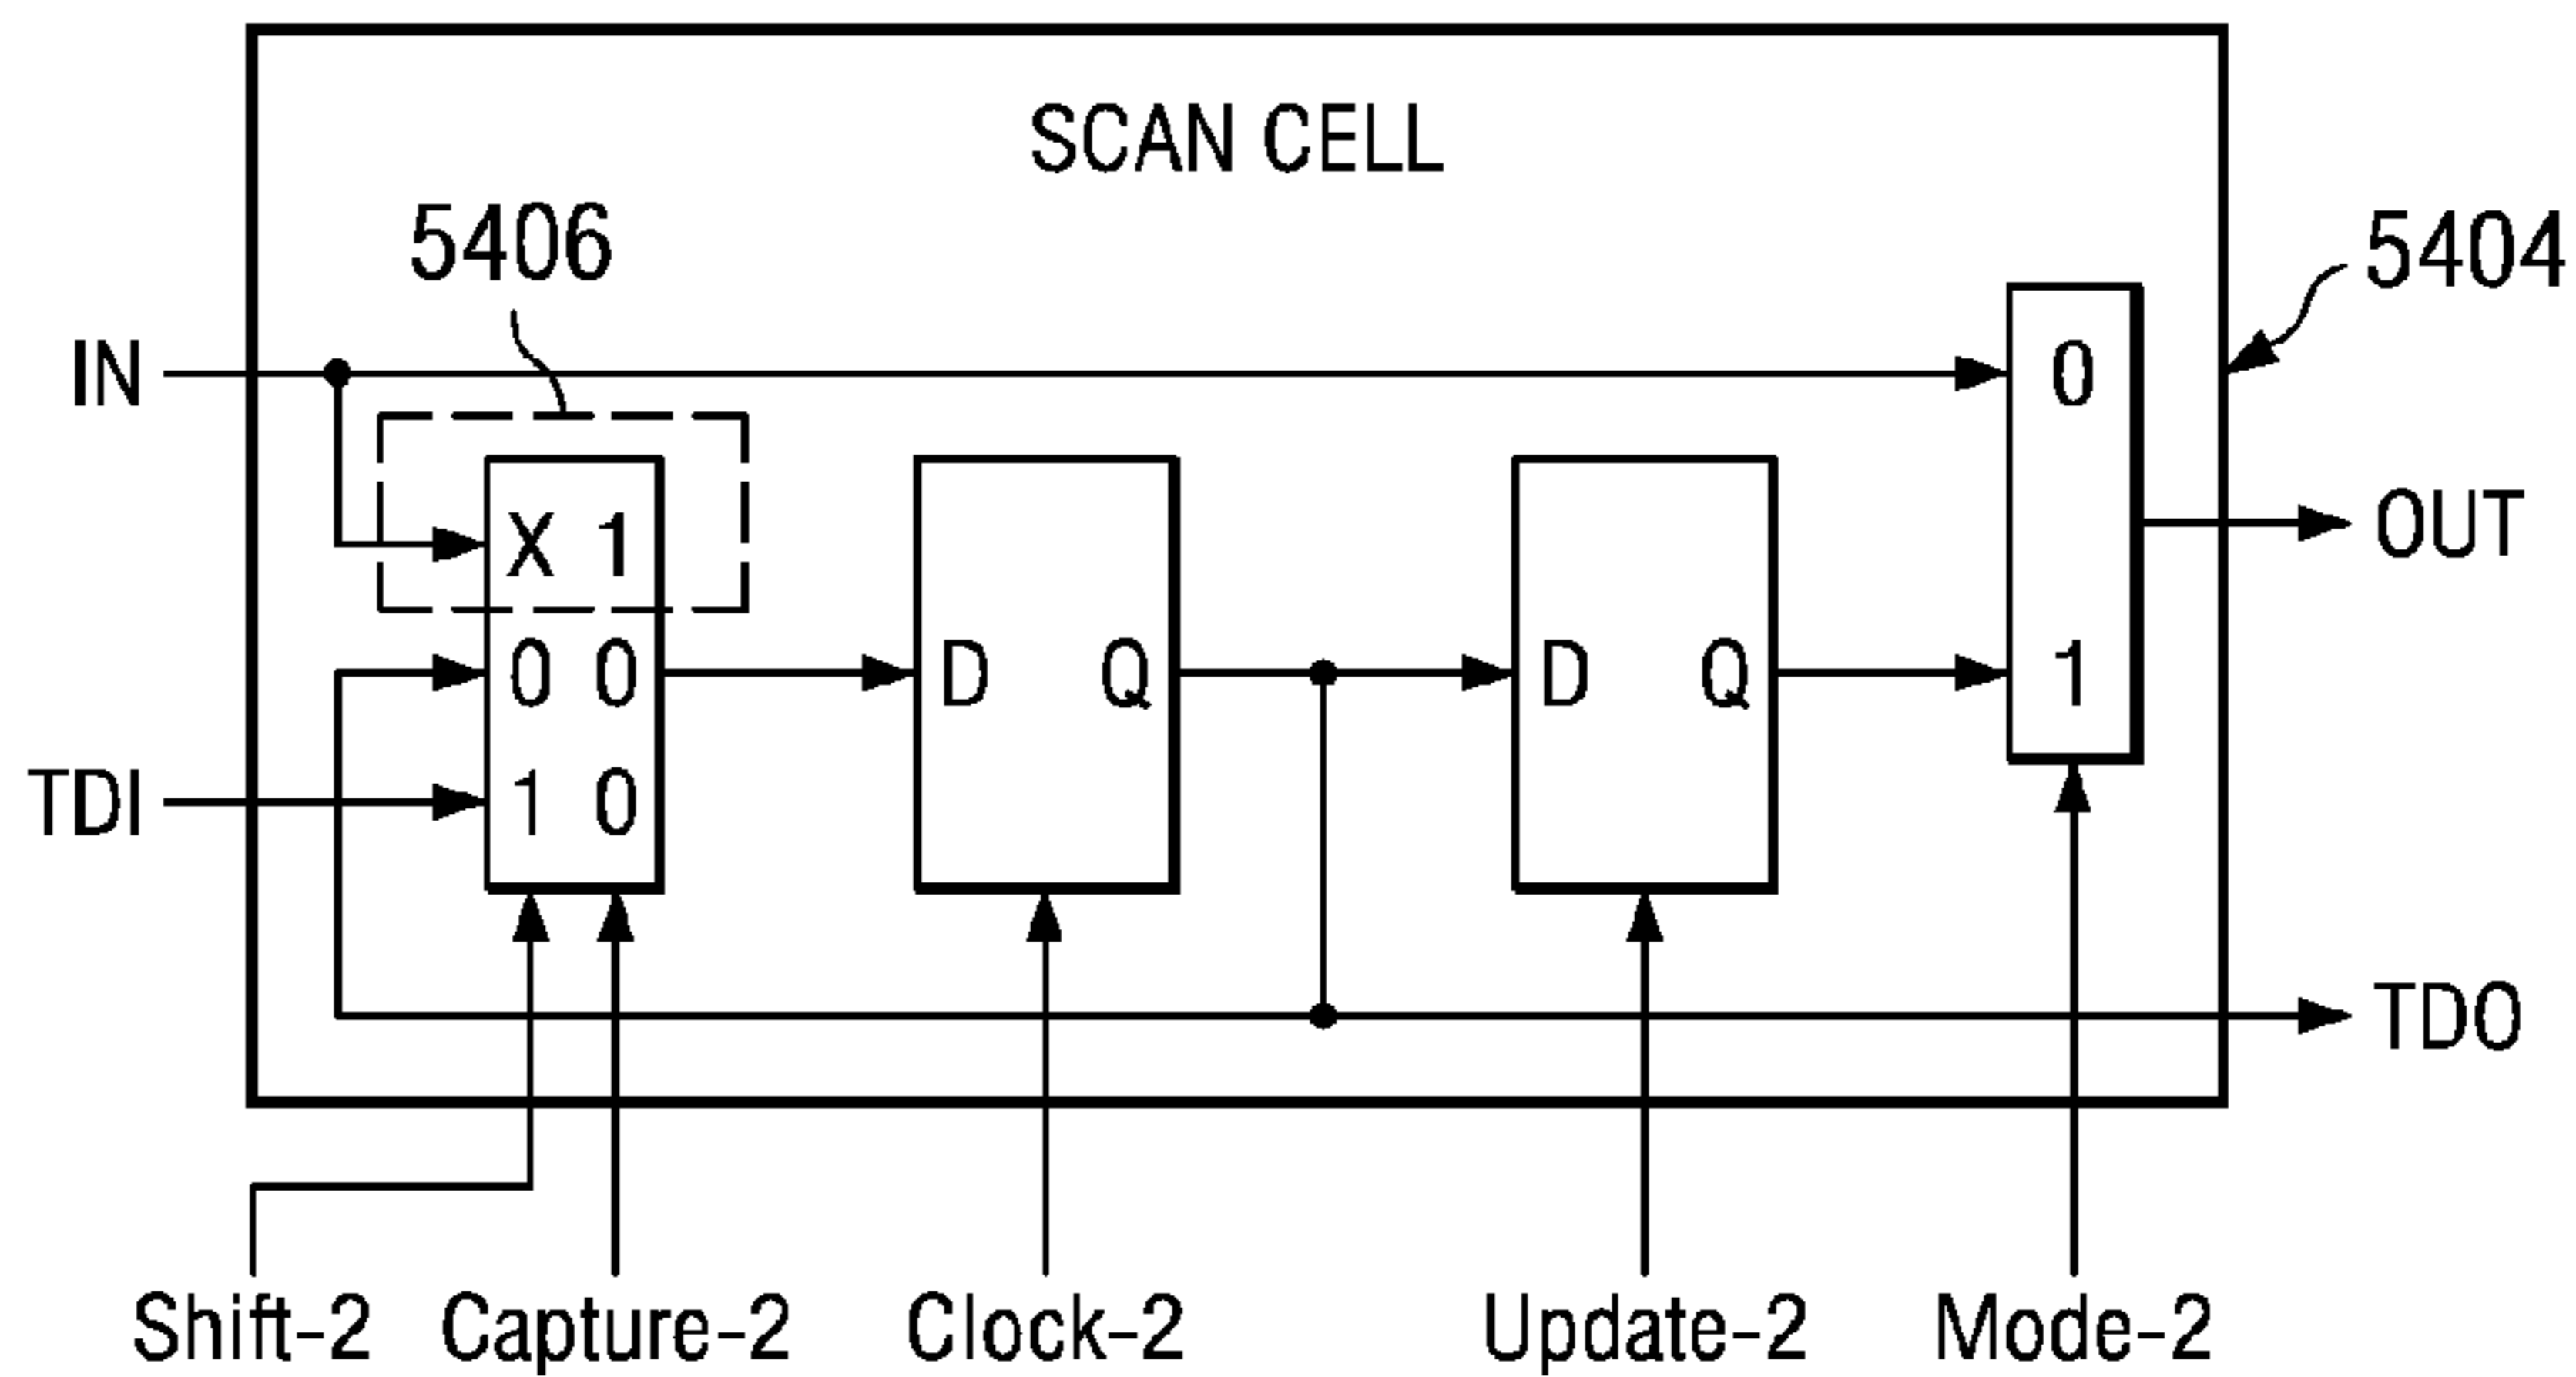 SCAN CELL
5406
5404
IN
0
X 1
OUT
0 0
D Q
D Q
1
TDI
1 0
TDO
Shift-2
Capture-2
Clock-2
Update-2
Mode-2